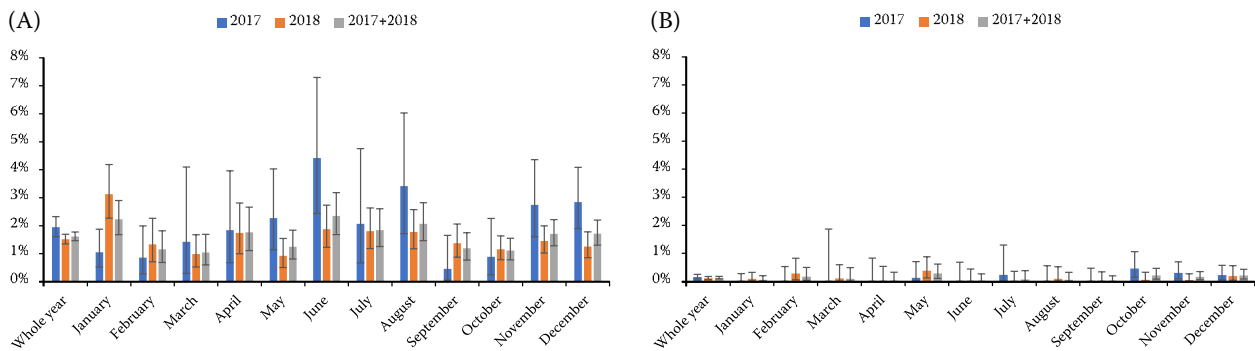 (A)
2017 2018 2017+2018
8%
7%
6%
5%
4%
3%
2%
1%
0%
Whole year
January
February
March
April
May
June
July
August
September
October
November
December
(B)
2017 2018 2017+2018
8%
7%
6%
5%
4%
3%
2%
1%
0%
Whole year
January
February
March
April
May
June
July
August
September
October
November
December